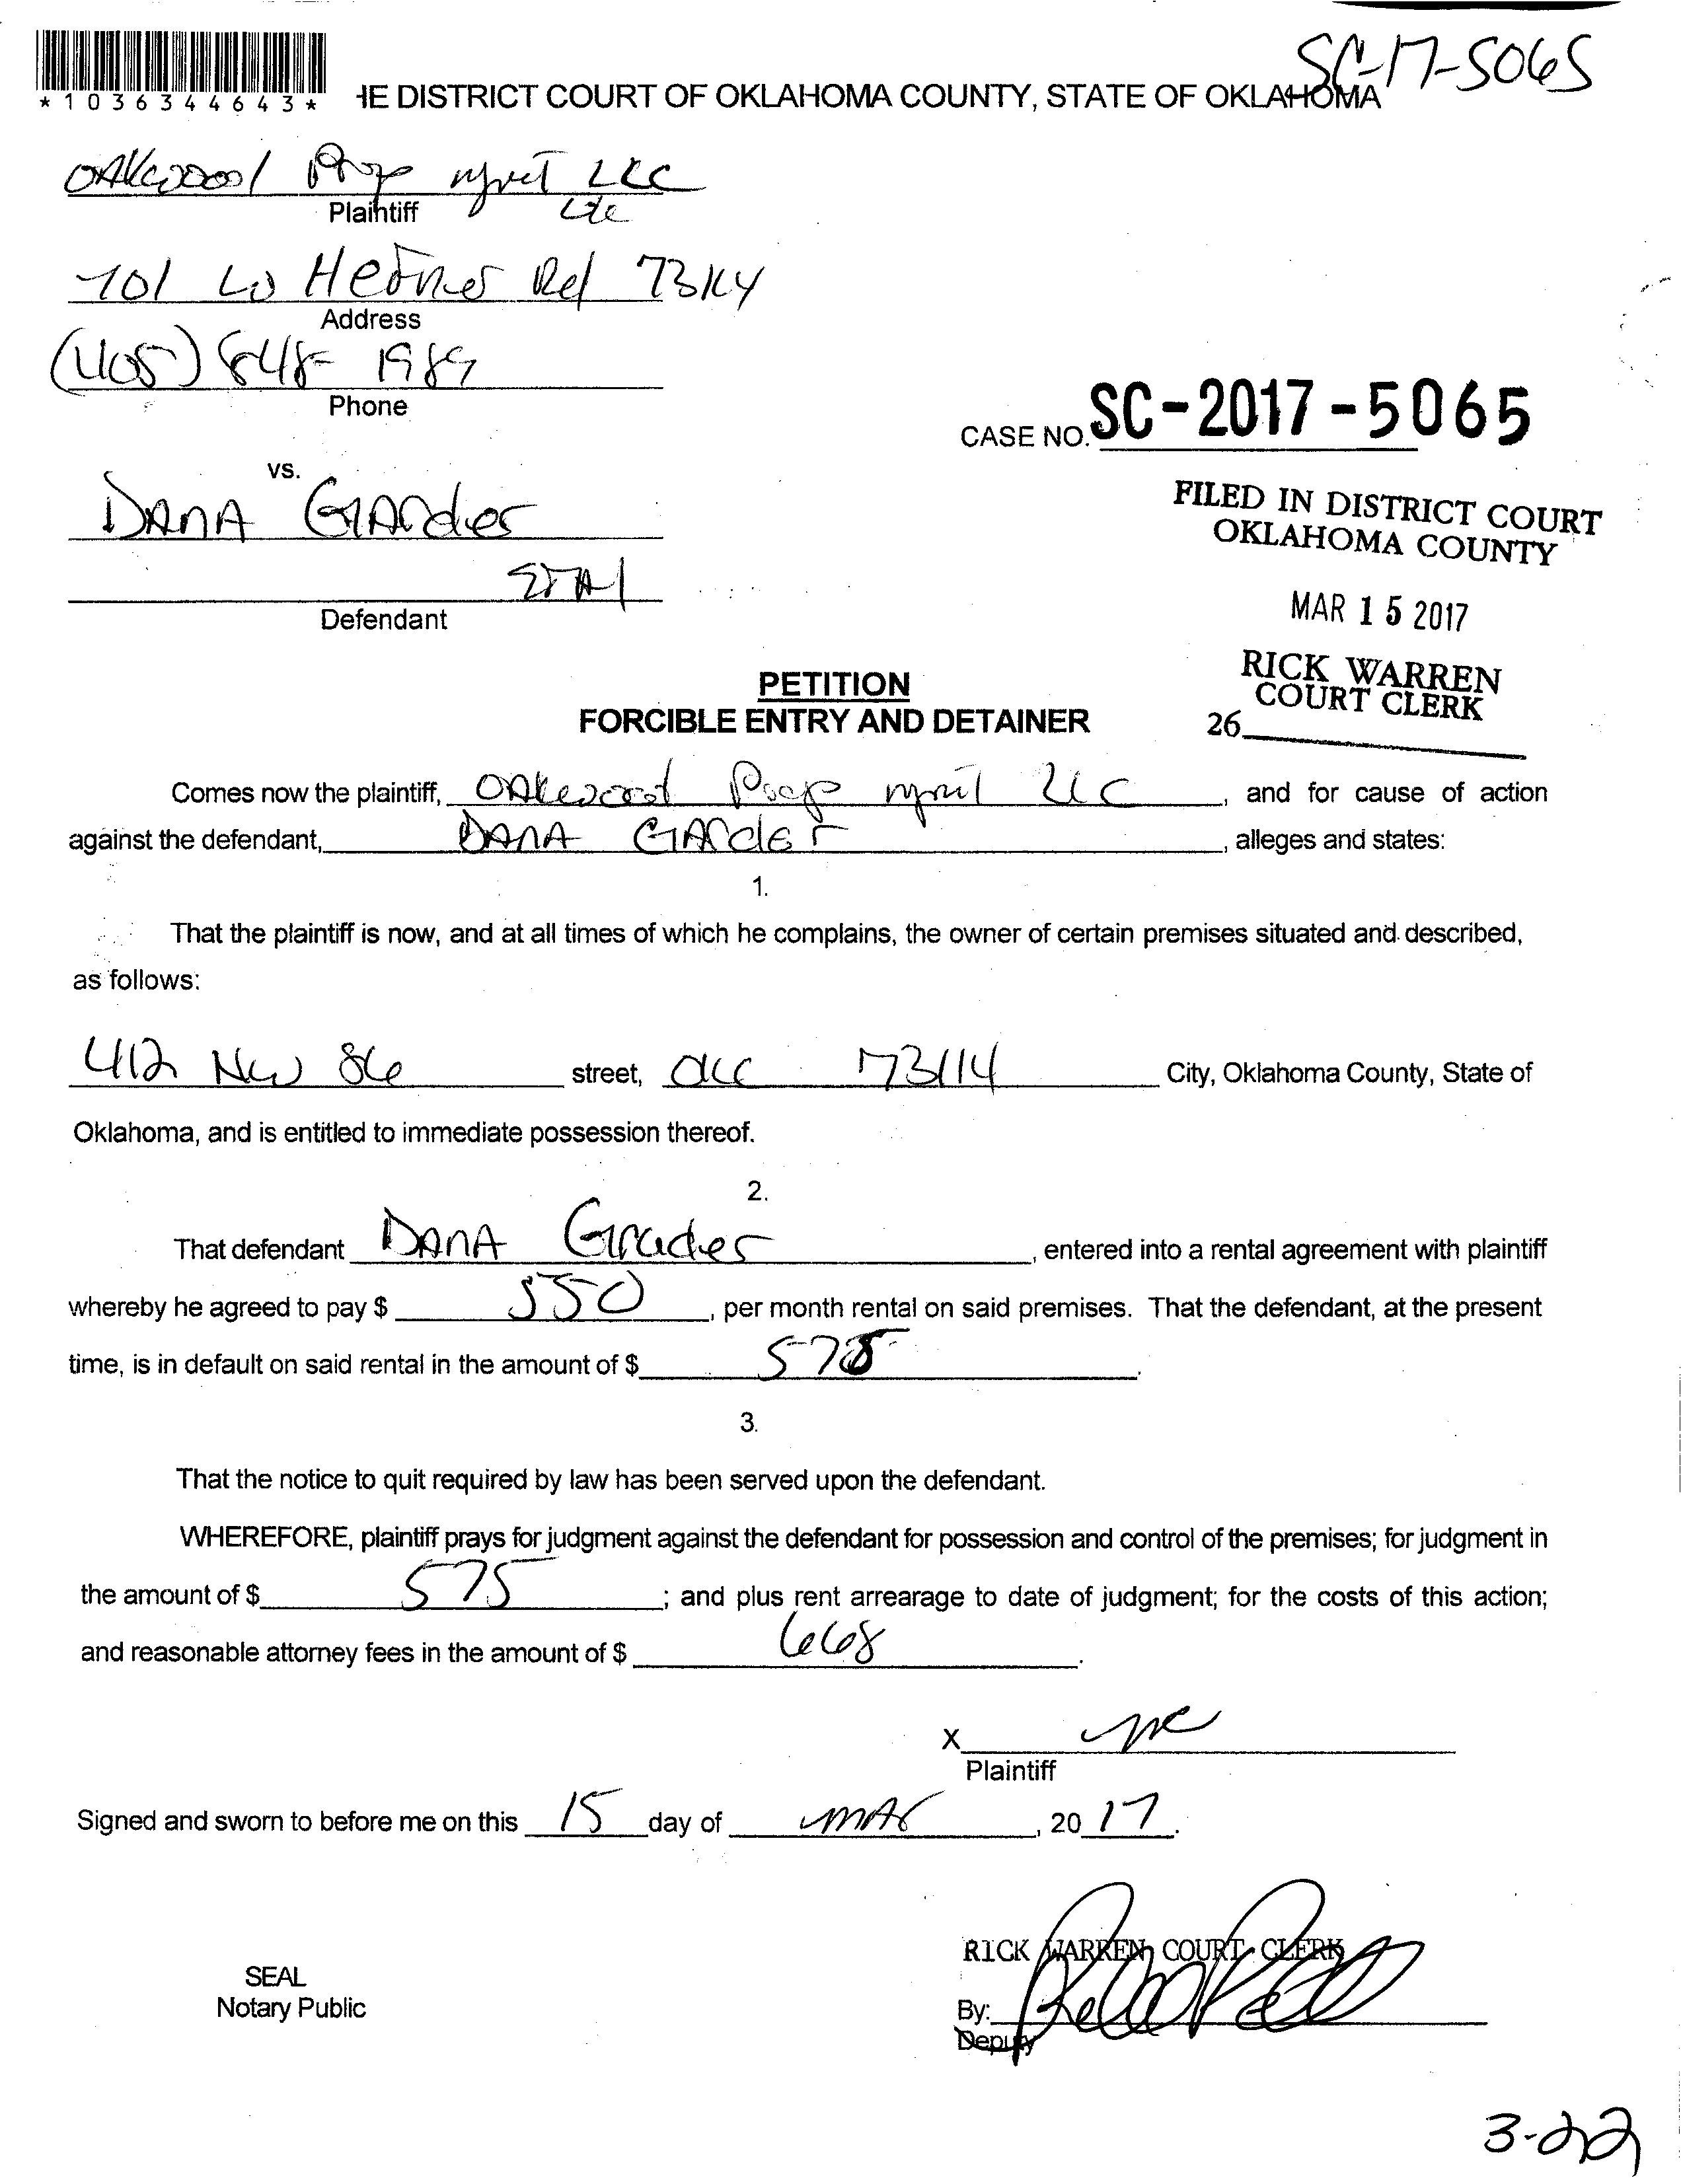 SC-17-5065
*1036344643*
HE DISTRICT COURT OF OKLAHOMA COUNTY, STATE OF OKLAHOMA
OAkwood Prop mgmt LLC
Plaintiff
701 W Hefner Rd 73114
Address
(405) 848-1989
Phone
CASE NO. SC-2017-5065
vs.
DANA GArder
FILED IN DISTRICT COURT
OKLAHOMA COUNTY
ETAl
Defendant
MAR 15 2017
RICK WARREN
COURT CLERK
26
PETITION
FORCIBLE ENTRY AND DETAINER
Comes now the plaintiff, OAkwood Prop mgmt LLC, and for cause of action
against the defendant, DANA GArder, alleges and states:
1.
That the plaintiff is now, and at all times of which he complains, the owner of certain premises situated and described,
as follows:
412 NW 86 street, OKC 73114 City, Oklahoma County, State of
Oklahoma, and is entitled to immediate possession thereof.
2.
That defendant DANA, entered into a rental agreement with plaintiff
whereby he agreed to pay $ 550, per month rental on said premises. That the defendant, at the present
time, is in default on said rental in the amount of $ 575.
3.
That the notice to quit required by law has been served upon the defendant.
WHEREFORE, plaintiff prays for judgment against the defendant for possession and control of the premises; for judgment in
the amount of $ 575; and plus rent arrearage to date of judgment; for the costs of this action;
and reasonable attorney fees in the amount of $ 668.
X
Plaintiff
Signed and sworn to before me on this 15 day of MAr, 20 17.
RICK WARREN COURT CLERK
SEAL
Notary Public
By:
Deputy
3-22